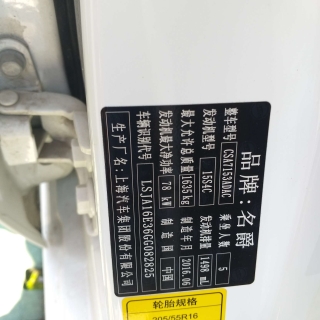 品牌：名爵
整车型号 CSA7153ADAC 乘坐人数 5
发动机型号 15S4C 发动机排量 1498 mL
最大允许总质量 1635 kg 制造年月 2016.06
发动机最大净功率 78 kW 制造国 中国
车辆识别代号 LSJA16E36GG082825
生产厂名：上海汽车集团股份有限公司
轮胎规格
205/55R16